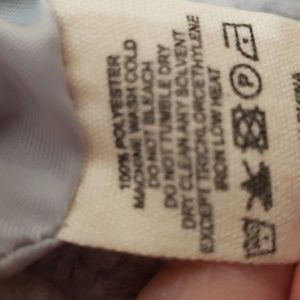 100% POLYESTER
MACHINE WASH COLD
DO NOT BLEACH
DO NOT TUMBLE DRY
DRY CLEAN ANY SOLVENT
EXCEPT TRICHLOROETHYLENE
IRON LOW HEAT
P